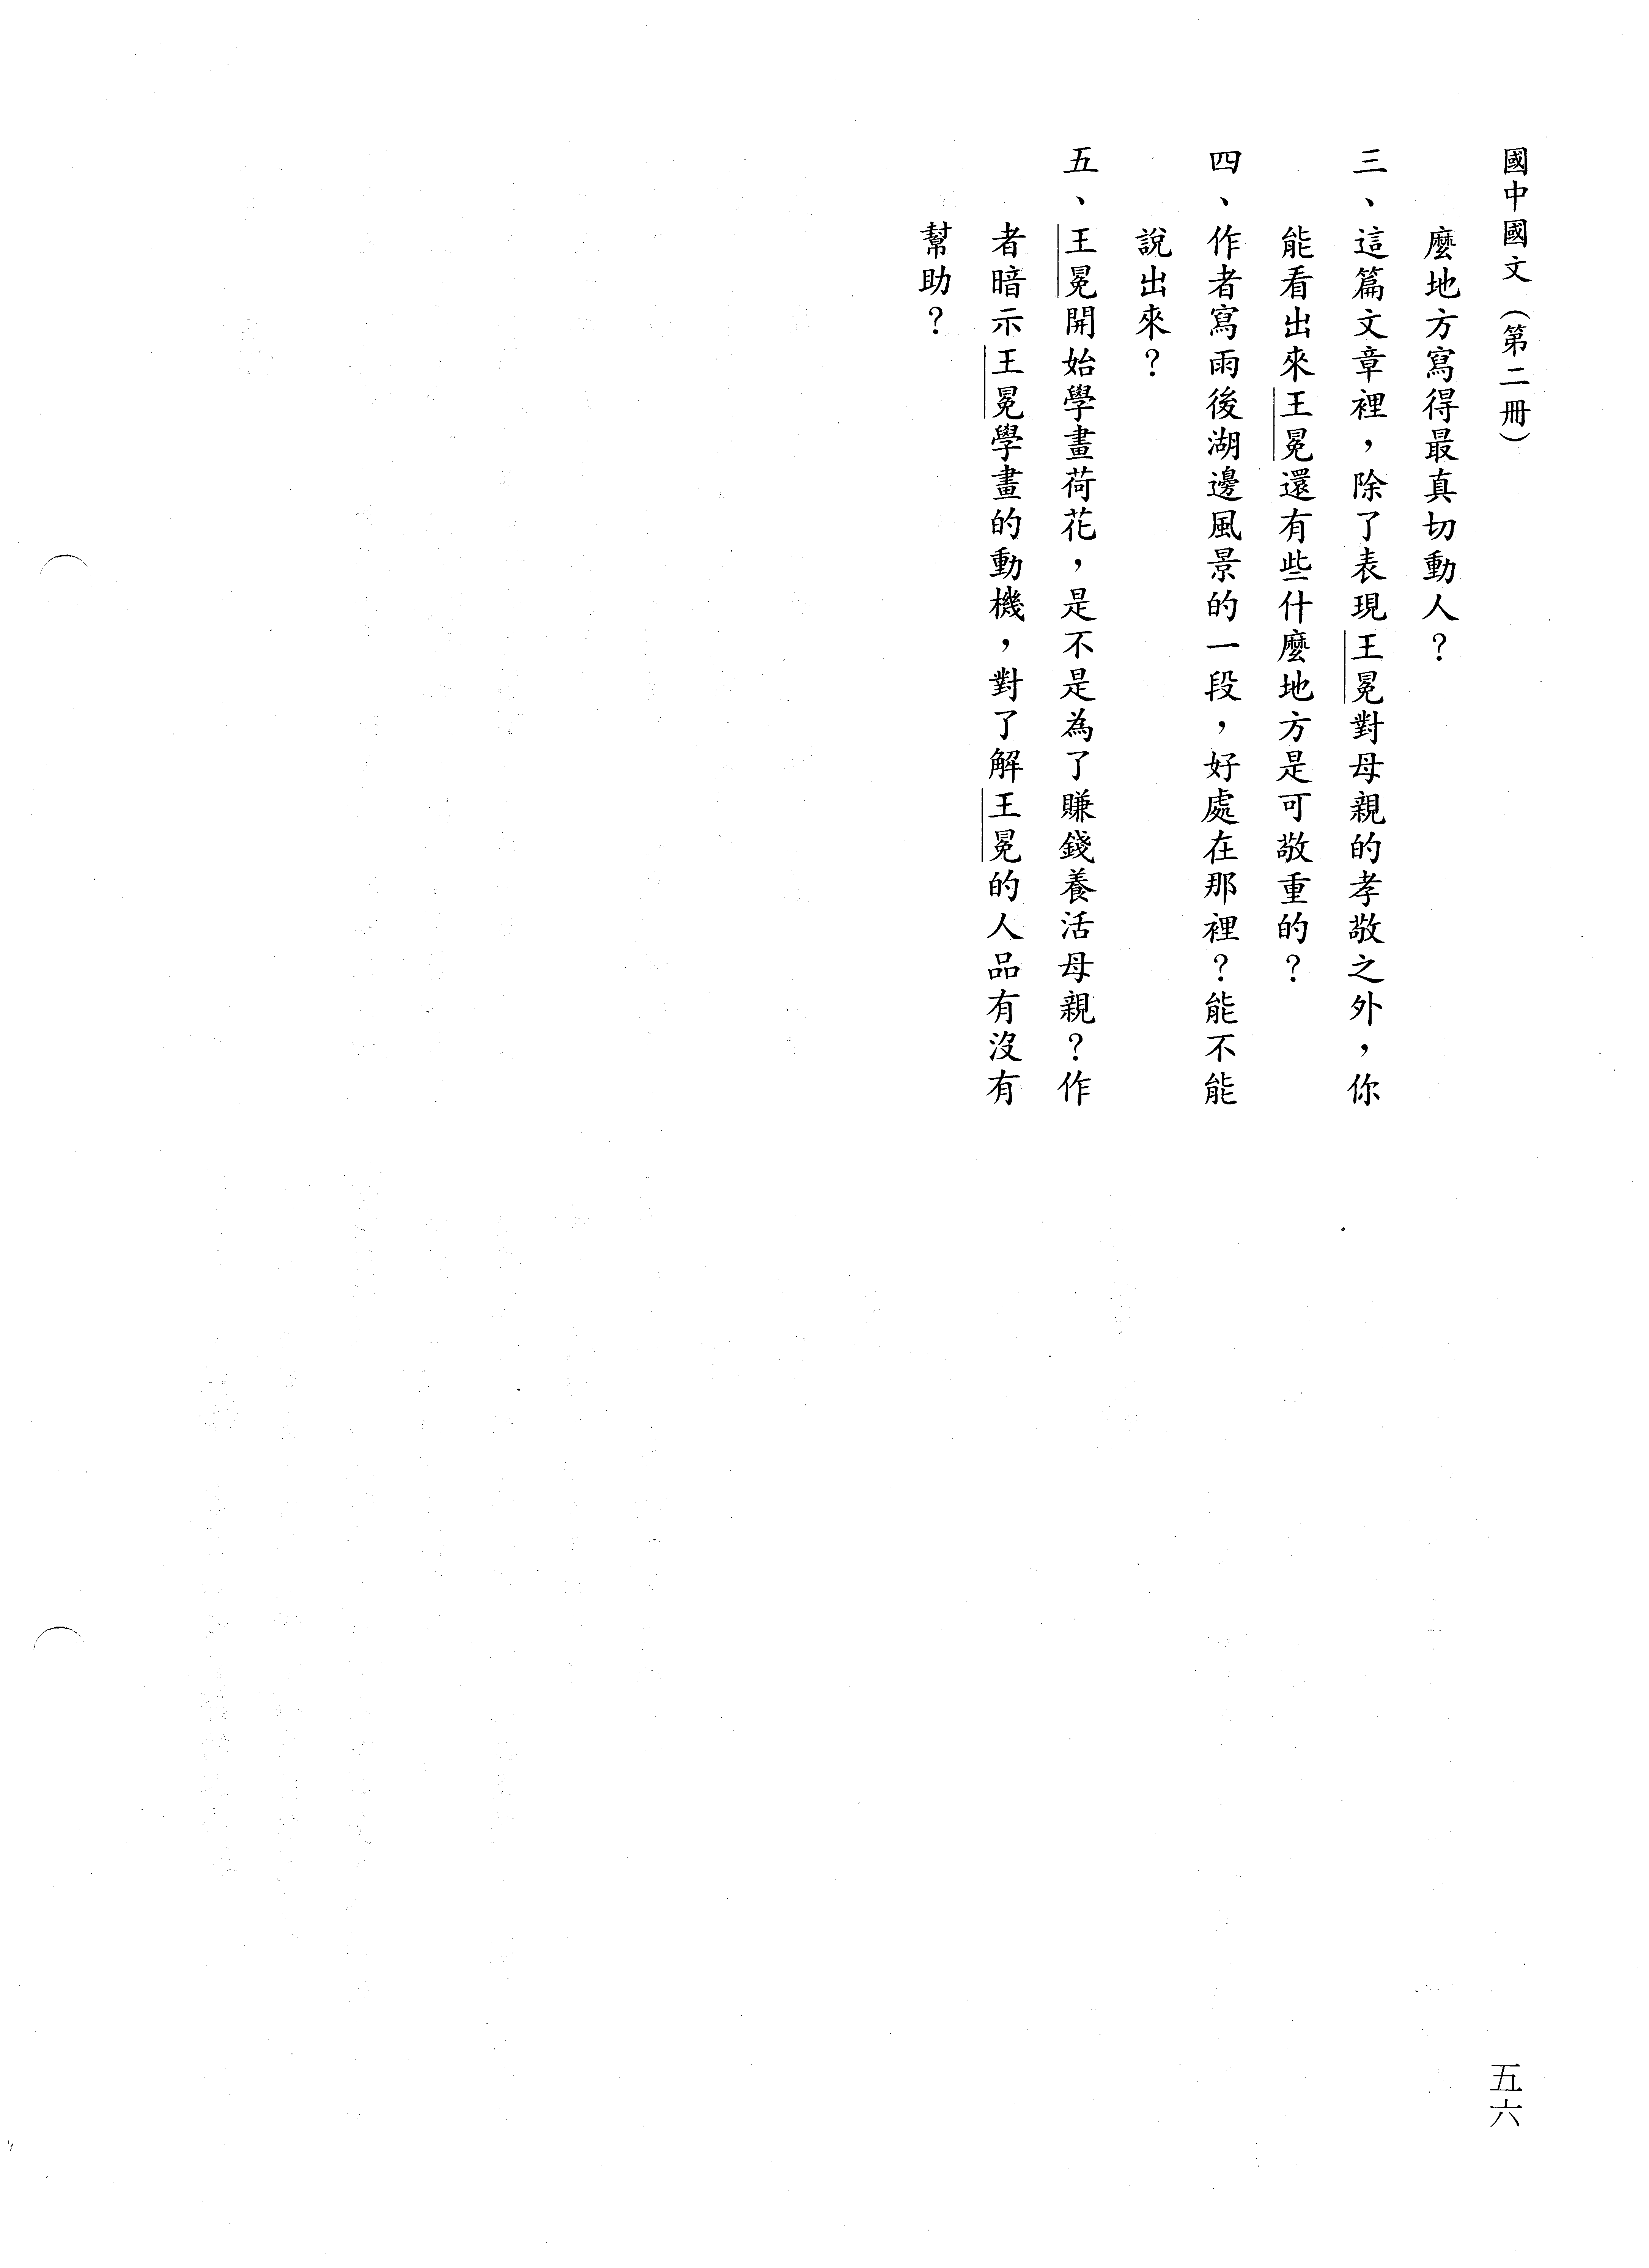 國中國文（第二冊）
麼地方寫得最真切動人？
三、這篇文章裡，除了表現王冕對母親的孝敬之外，你
能看出來王冕還有些什麼地方是可敬重的？
四、作者寫雨後湖邊風景的一段，好處在那裡？能不能
說出來？
五、王冕開始學畫荷花，是不是為了賺錢養活母親？作
者暗示王冕學畫的動機，對了解王冕的人品有沒有
幫助？
五六